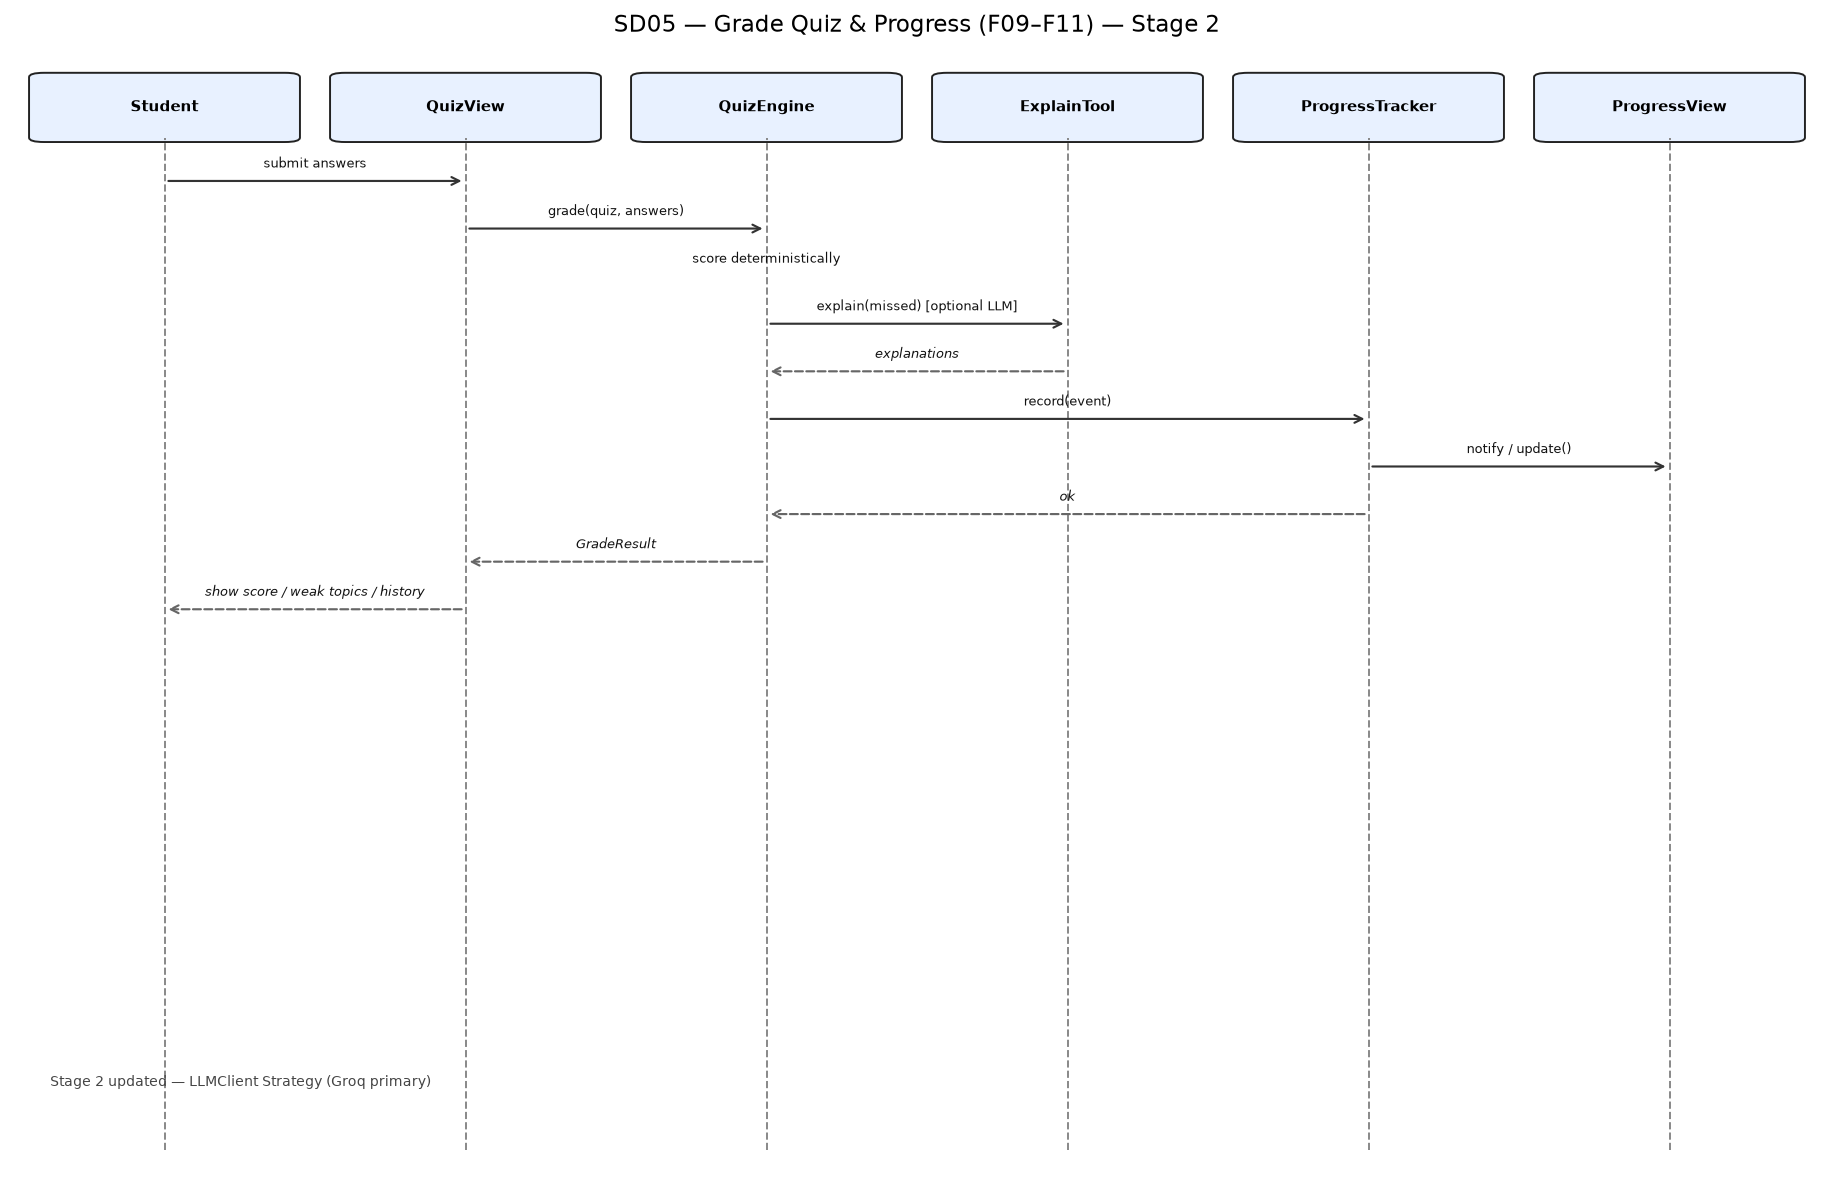 SD05 — Grade Quiz & Progress (F09–F11) — Stage 2
Student
QuizView
QuizEngine
ExplainTool
ProgressTracker
ProgressView
submit answers
grade(quiz, answers)
score deterministically
explain(missed) [optional LLM]
explanations
record(event)
notify / update()
ok
GradeResult
show score / weak topics / history
Stage 2 updated — LLMClient Strategy (Groq primary)